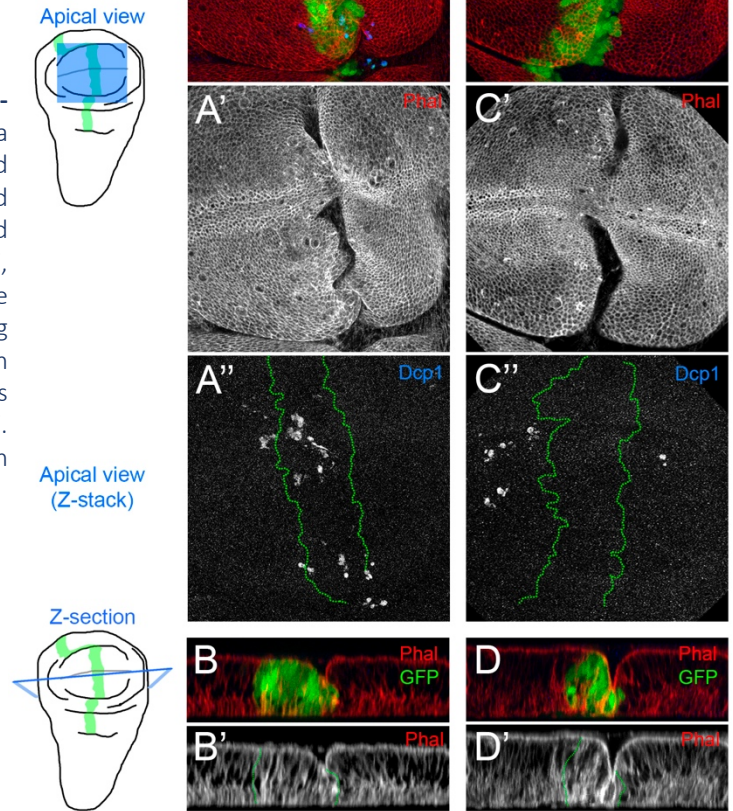 Apical view
-
a
d
d
d
,
e
g
n
s
.
n
Apical view
(Z-stack)
Z-section
A' Phal
C' Phal
A'' Dcp1
C'' Dcp1
B Phal
GFP
D Phal
GFP
B' Phal
D' Phal